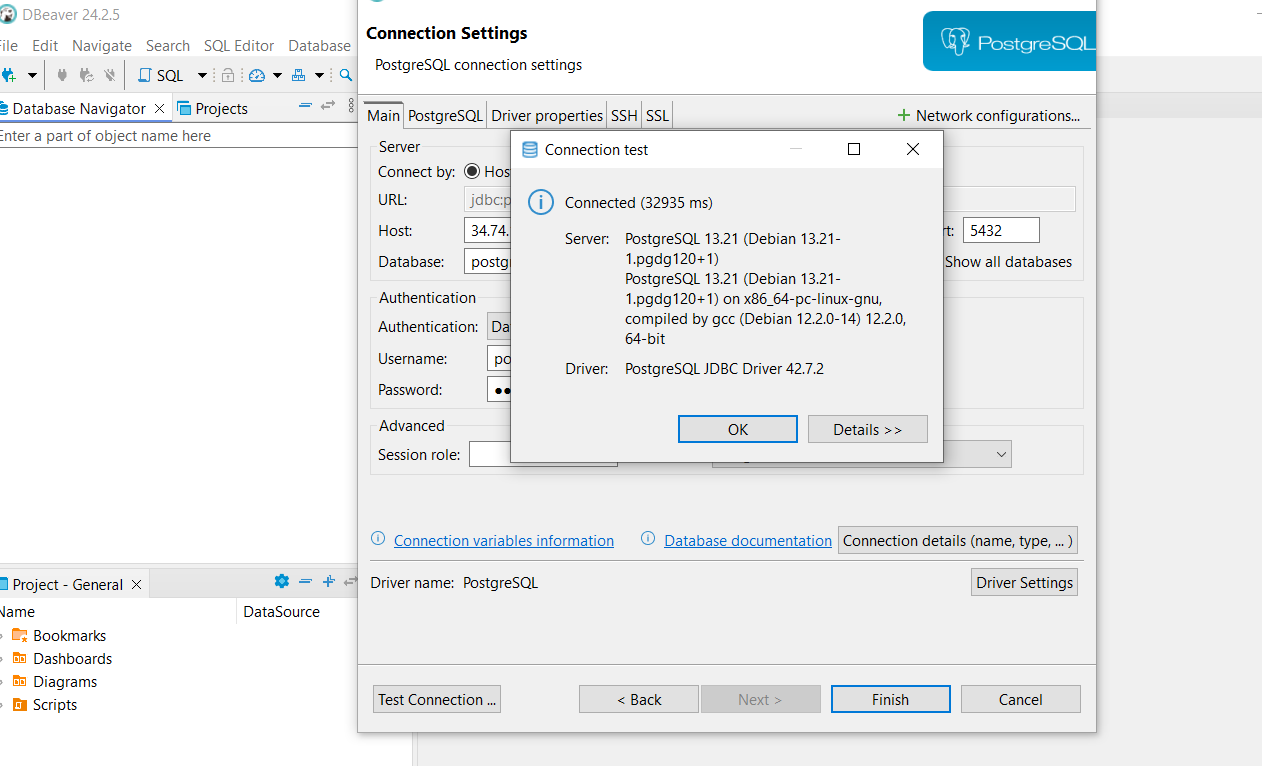 DBeaver 24.2.5
File Edit Navigate Search SQL Editor Database
SQL
Database Navigator
Projects
Enter a part of object name here
Connection Settings
PostgreSQL connection settings
PostgreSQL
Main PostgreSQL Driver properties SSH SSL
Network configurations...
Server
Connect by:
URL: jdbc:p
Host: 34.74.
5432
Database: postgr
Show all databases
Authentication
Authentication: Da
Username: po
Password:
Advanced
Session role:
Connection test
Connected (32935 ms)
Server: PostgreSQL 13.21 (Debian 13.21-
1.pgdg120+1)
PostgreSQL 13.21 (Debian 13.21-
1.pgdg120+1) on x86_64-pc-linux-gnu,
compiled by gcc (Debian 12.2.0-14) 12.2.0,
64-bit
Driver: PostgreSQL JDBC Driver 42.7.2
OK Details >>
Connection variables information Database documentation Connection details (name, type, ... )
Driver name: PostgreSQL
Driver Settings
Test Connection ... < Back Next > Finish Cancel
Project - General
Name DataSource
Bookmarks
Dashboards
Diagrams
Scripts